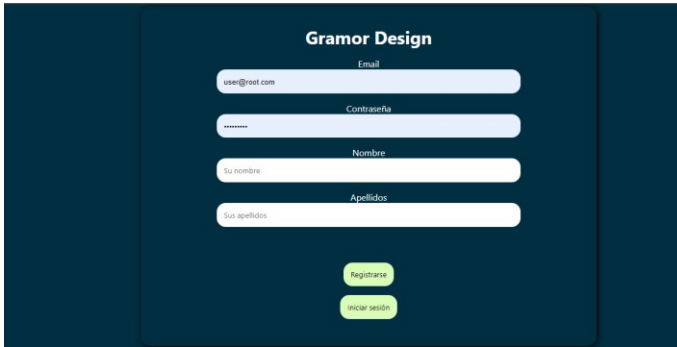 Gramor Design
Email
user@root.com
Contraseña
•••••••••
Nombre
Su nombre
Apellidos
Sus apellidos
Registrarse
Iniciar sesión